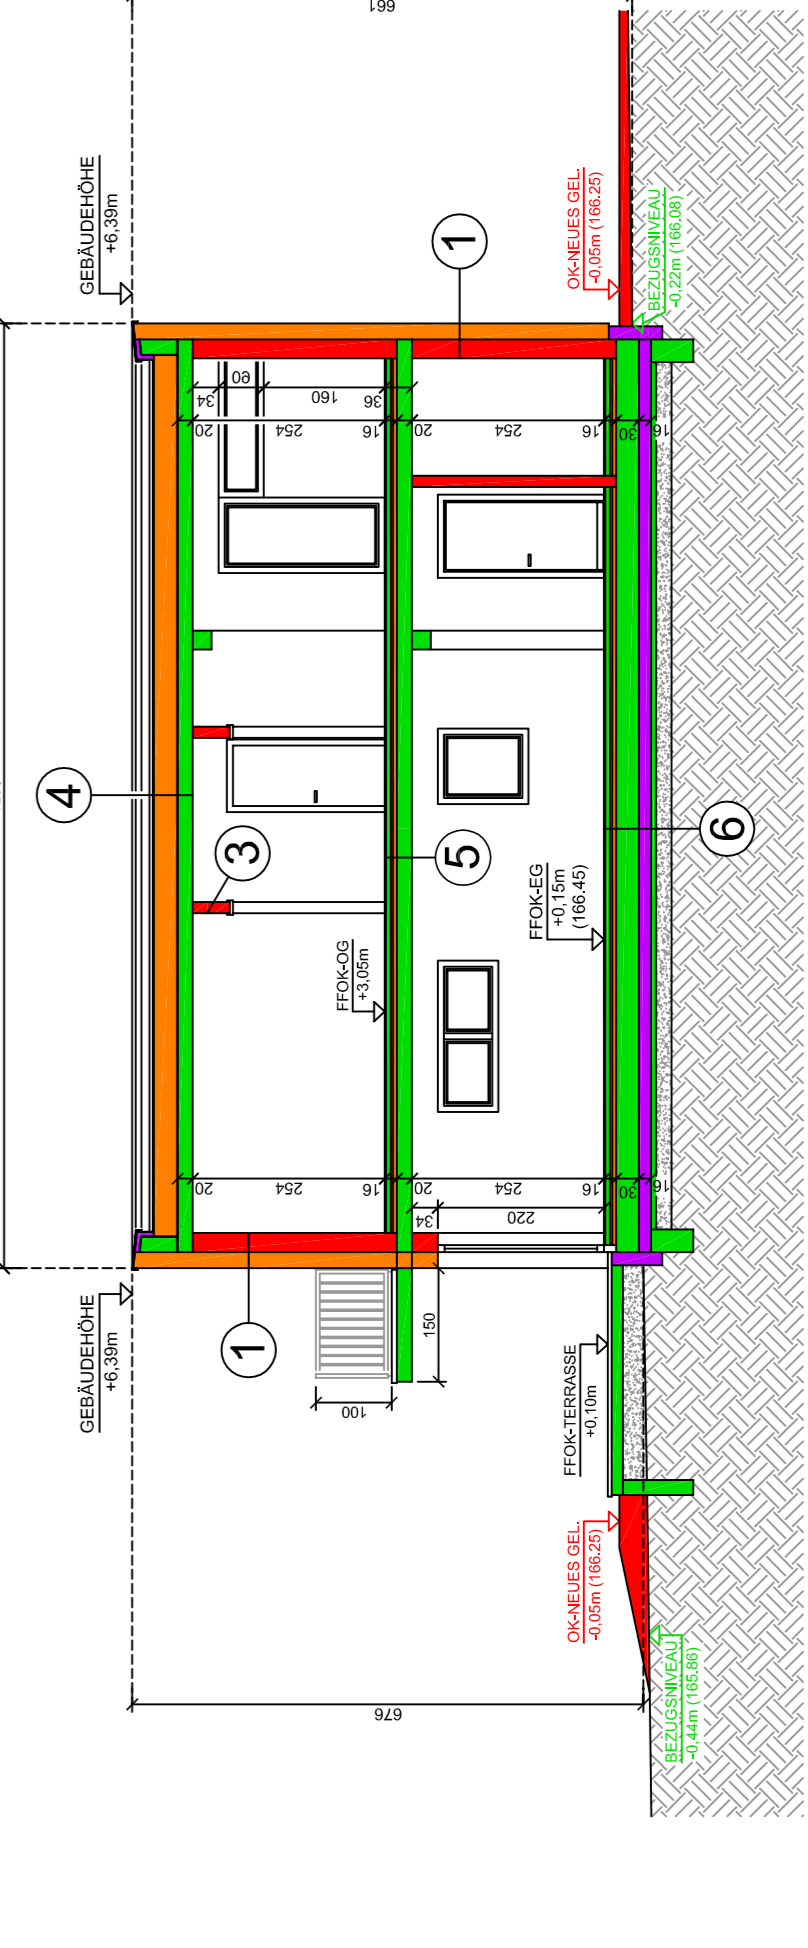 661
GEBÄUDEHÖHE
+6,39m
1
OK-NEUES GEL.
-0,05m (166.25)
BEZUGSNIVEAU
-0,22m (166.08)
60
34
160
36
20
254
16
20
254
16
30
16
4
3
5
6
FFOK-OG
+3,05m
FFOK-EG
+0,15m
(166.45)
20
254
16
20
254
16
30
16
34
220
GEBÄUDEHÖHE
+6,39m
1
150
100
FFOK-TERRASSE
+0,10m
OK-NEUES GEL.
-0,05m (166.25)
BEZUGSNIVEAU
-0,44m (165.86)
676